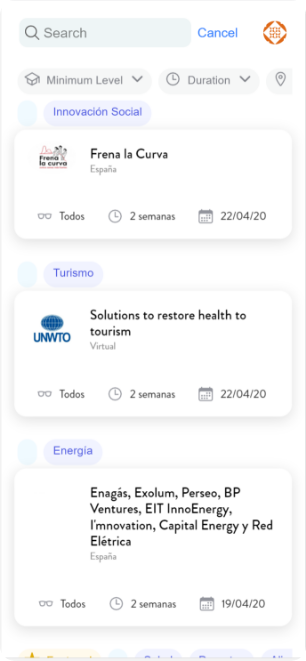 Search
Cancel
Minimum Level
Duration
Innovación Social
Frena
la curva
Frena la Curva
España
Todos
2 semanas
22/04/20
Turismo
UNWTO
Solutions to restore health to
tourism
Virtual
Todos
2 semanas
22/04/20
Energía
Enagás, Exolum, Perseo, BP
Ventures, EIT InnoEnergy,
I'mnovation, Capital Energy y Red
Elétrica
España
Todos
2 semanas
19/04/20